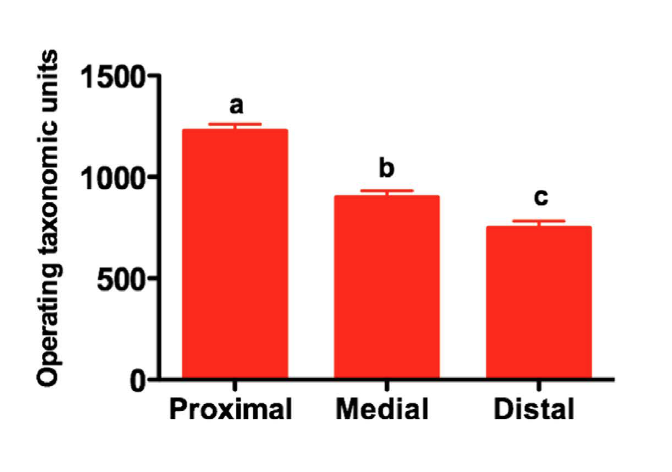 Operating taxonomic units
1500
1000
500
0
a
b
c
Proximal Medial Distal